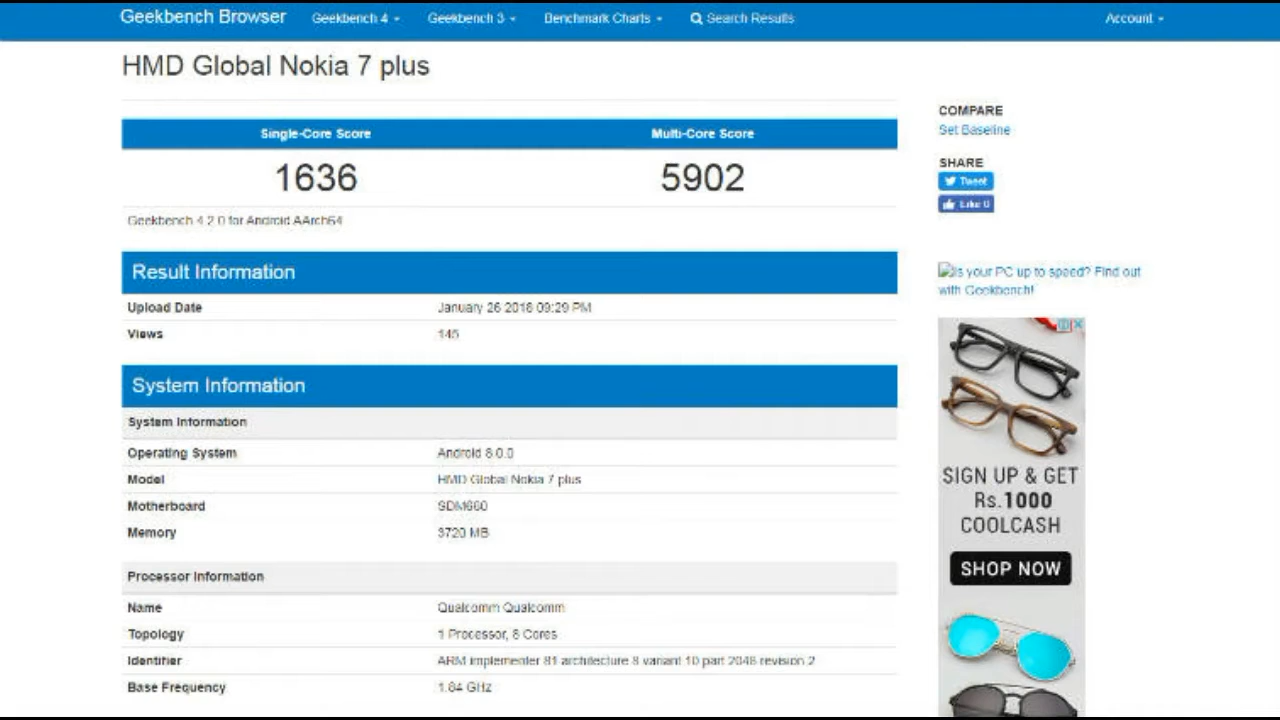 Geekbench Browser Geekbench 4 Geekbench 3 Benchmark Charts Search Results Account
HMD Global Nokia 7 plus
Single-Core Score Multi-Core Score
1636 5902
Geekbench 4.2.0 for Android AArch64
Result Information
Upload Date January 26 2018 09:29 PM
Views 145
System Information
System Information
Operating System Android 8.0.0
Model HMD Global Nokia 7 plus
Motherboard SDM660
Memory 3720 MB
Processor Information
Name Qualcomm Qualcomm
Topology 1 Processor, 8 Cores
Identifier ARM implementer 81 architecture 8 variant 10 part 2048 revision 2
Base Frequency 1.84 GHz
COMPARE
Set Baseline
SHARE
Tweet
Like 0
Is your PC up to speed? Find out
with Geekbench!
SIGN UP & GET
Rs.1000
COOLCASH
SHOP NOW